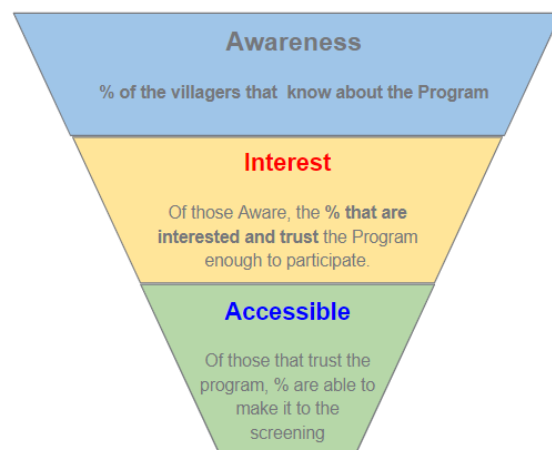 Awareness
% of the villagers that know about the Program
Interest
Of those Aware, the % that are
interested and trust the Program
enough to participate.
Accessible
Of those that trust the
program, % are able to
make it to the
screening